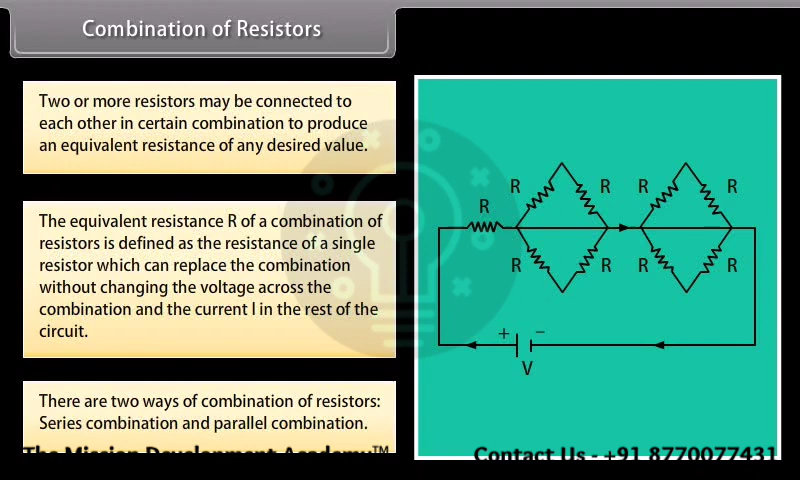 Combination of Resistors
Two or more resistors may be connected to
each other in certain combination to produce
an equivalent resistance of any desired value.
The equivalent resistance R of a combination of
resistors is defined as the resistance of a single
resistor which can replace the combination
without changing the voltage across the
combination and the current I in the rest of the
circuit.
There are two ways of combination of resistors:
Series combination and parallel combination.
R R R R
R
R R R R
+ −
V
The Mission Development Academy™
Contact Us - +91 8770077431